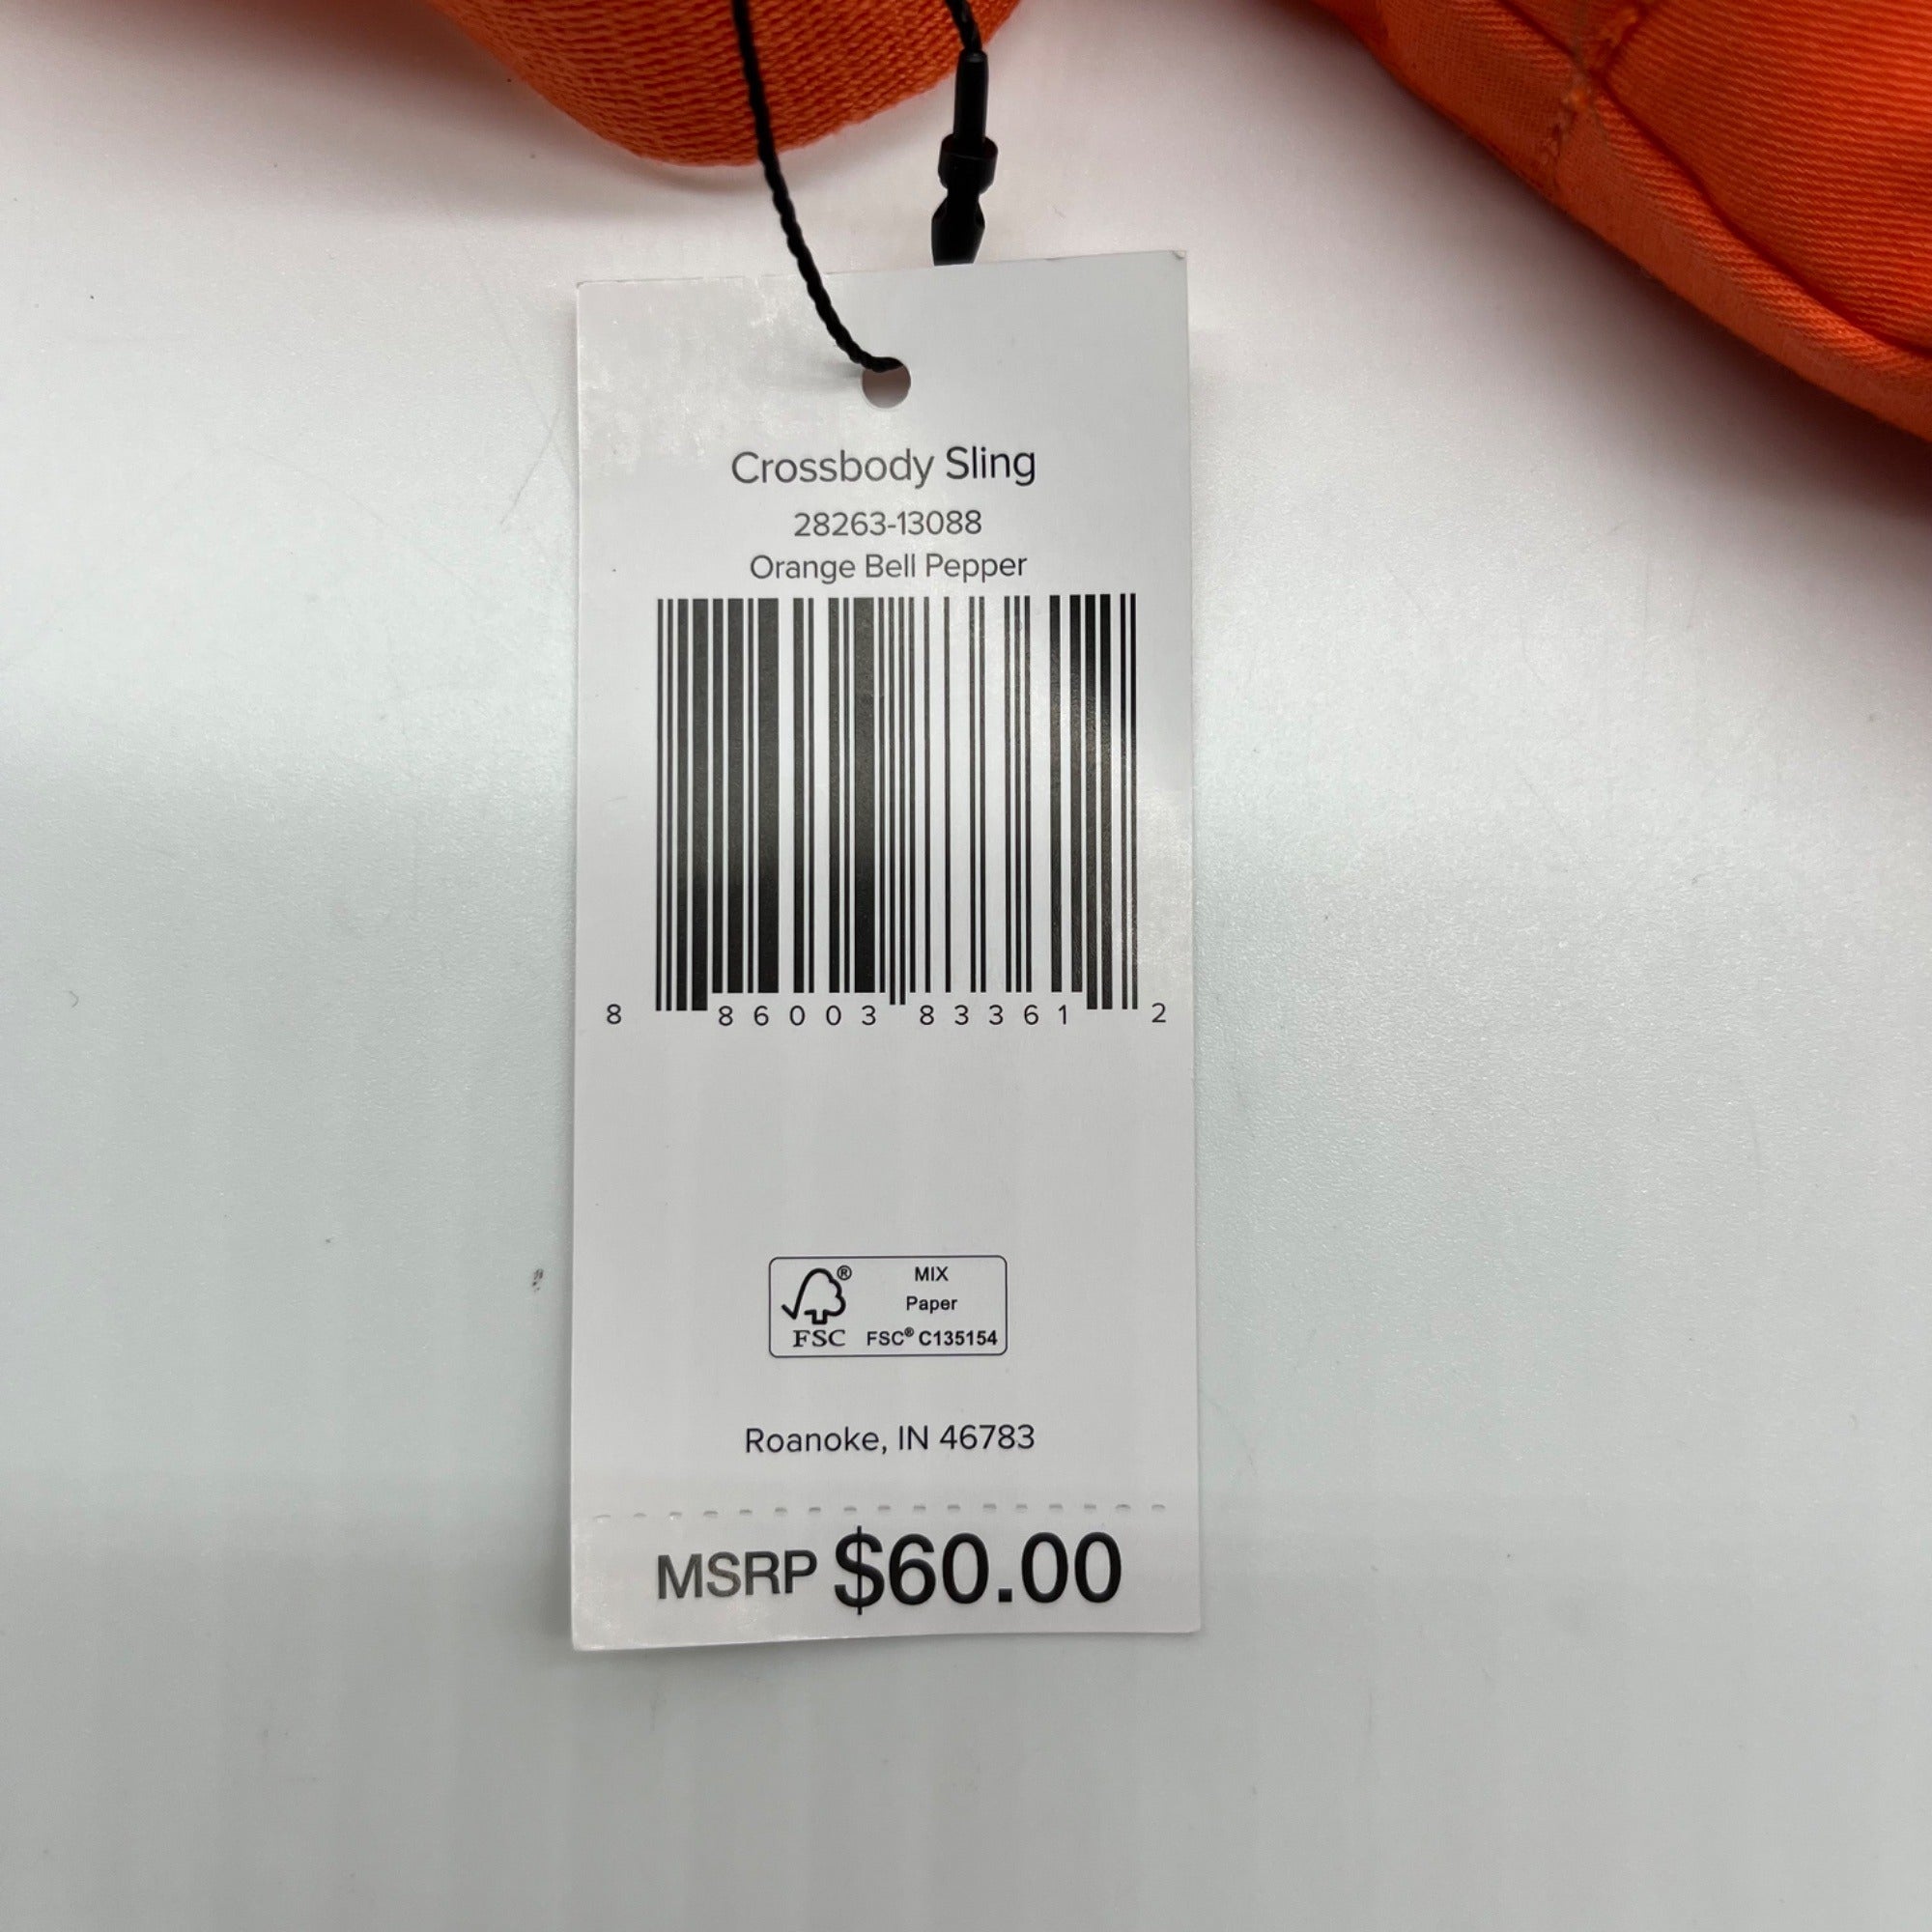 Crossbody Sling
28263-13088
Orange Bell Pepper
8 86003 83361 2
® MIX
Paper
FSC FSC® C135154
Roanoke, IN 46783
MSRP $60.00